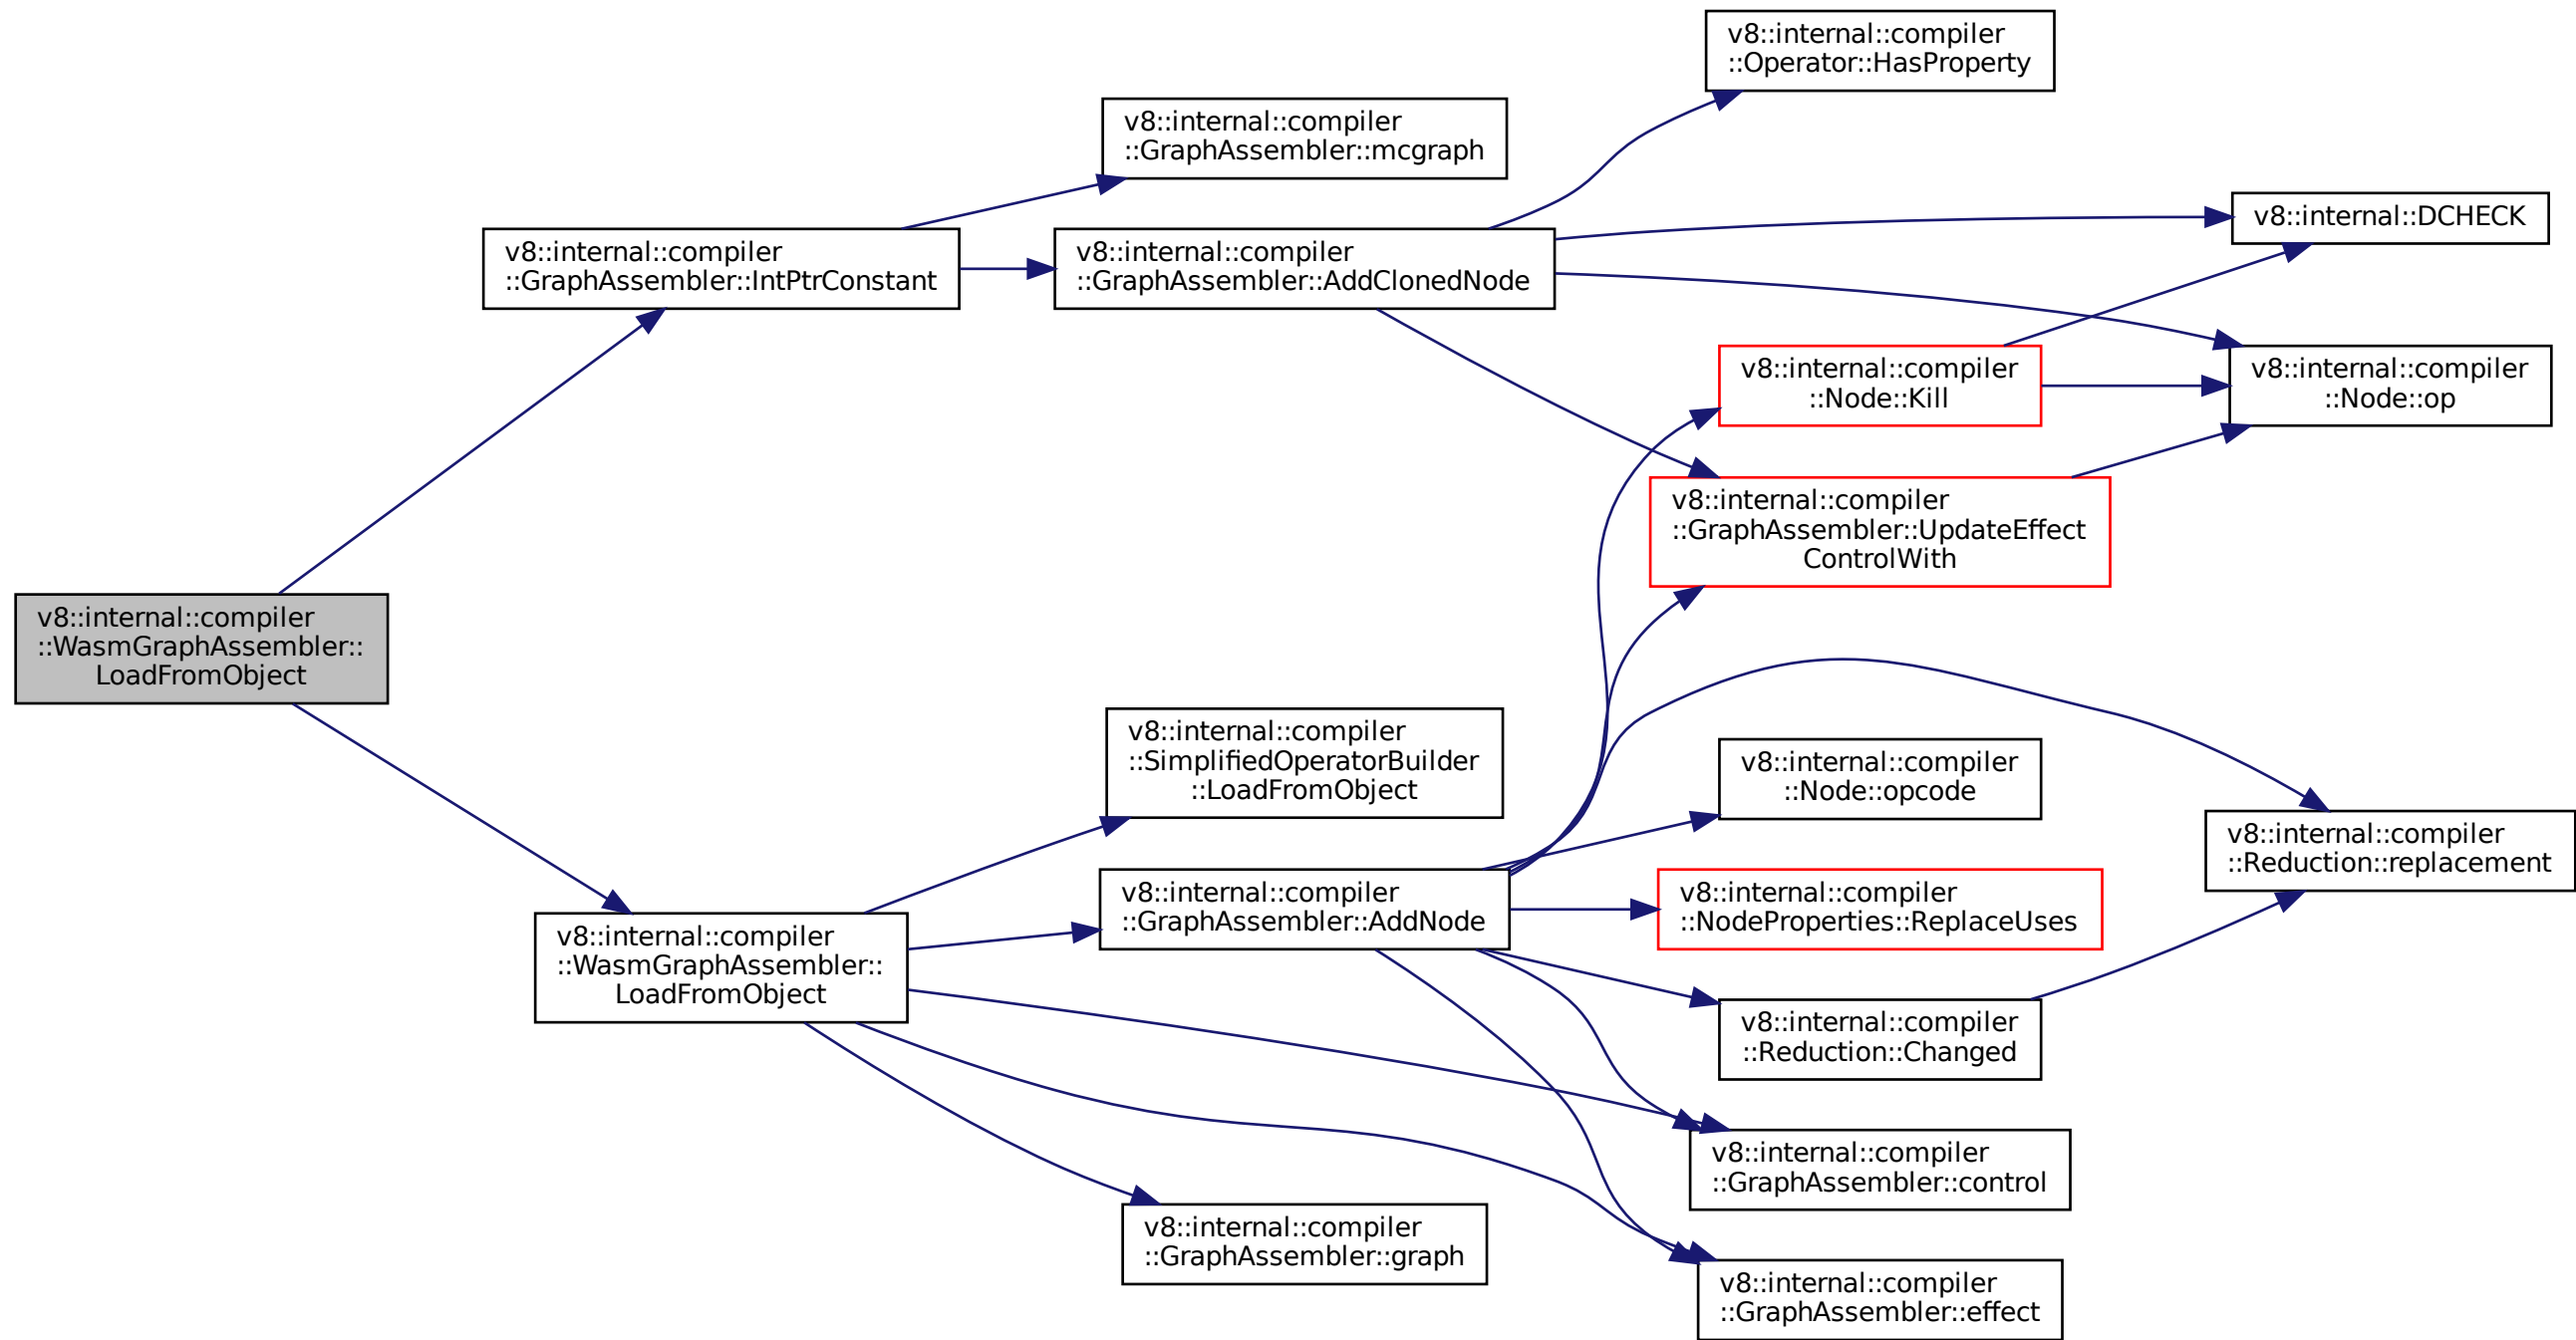 v8::internal::compiler
::Operator::HasProperty
v8::internal::compiler
::GraphAssembler::mcgraph
v8::internal::DCHECK
v8::internal::compiler
::GraphAssembler::IntPtrConstant
v8::internal::compiler
::GraphAssembler::AddClonedNode
v8::internal::compiler
::Node::Kill
v8::internal::compiler
::Node::op
v8::internal::compiler
::GraphAssembler::UpdateEffect
ControlWith
v8::internal::compiler
::WasmGraphAssembler::
LoadFromObject
v8::internal::compiler
::SimplifiedOperatorBuilder
::LoadFromObject
v8::internal::compiler
::Node::opcode
v8::internal::compiler
::Reduction::replacement
v8::internal::compiler
::GraphAssembler::AddNode
v8::internal::compiler
::NodeProperties::ReplaceUses
v8::internal::compiler
::WasmGraphAssembler::
LoadFromObject
v8::internal::compiler
::Reduction::Changed
v8::internal::compiler
::GraphAssembler::control
v8::internal::compiler
::GraphAssembler::graph
v8::internal::compiler
::GraphAssembler::effect